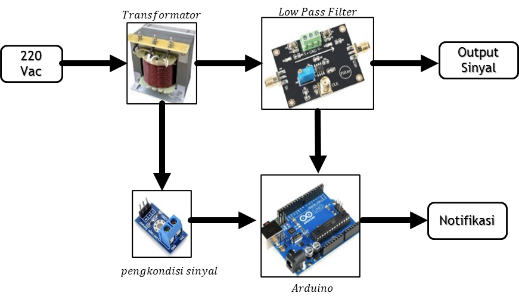 Transformator
Low Pass Filter
220
Vac
Output
Sinyal
Notifikasi
pengkondisi sinyal
Arduino